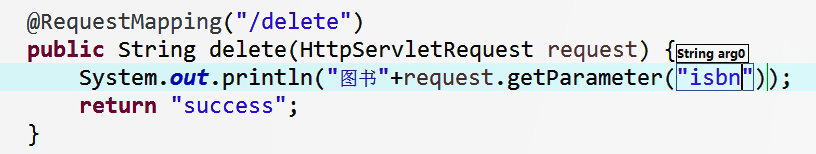 @RequestMapping("/delete")
public String delete(HttpServletRequest request) {
String arg0
System.out.println("图书"+request.getParameter("isbn"));
return "success";
}